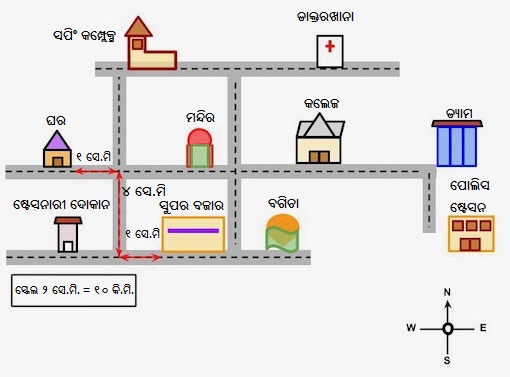 ଡାକ୍ତରଖାନା
ସପିଂ କମ୍ପ୍ଲେକ୍ସ
କଲେଜ
ଘର
ମନ୍ଦିର
ଡ୍ୟାମ
୧ ସେ.ମି
୪ ସେ.ମି
ପୋଲିସ
ଷ୍ଟେସନ
ଷ୍ଟେସନାରୀ ଦୋକାନ
ସୁପର ବଜାର
ବଗିଚା
୧ ସେ.ମି
ସ୍କେଲ ୨ ସେ.ମି. = ୧୦ କି.ମି.
N
W E
S